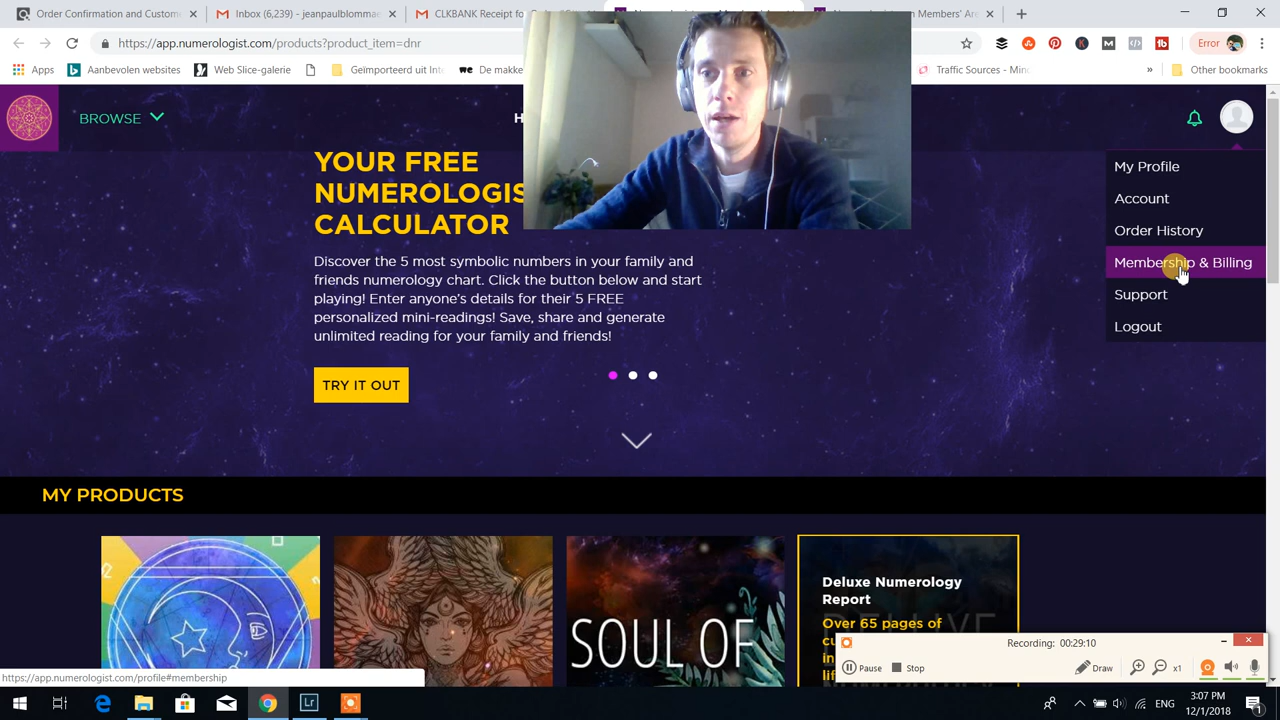 Order Confirmation and Custom
Inbox (6,239) - jeanpaulblommae
CLKBANK Receipt for
https://app.numerologist.com/products?product_item=dnr
Error
Apps
Aanbevolen websites
Web Slice-galerie
Geïmporteerd uit Inte
De makke
Traffic Sources - Minc
»
Other bookmarks
BROWSE
H
YOUR FREE
NUMEROLOGIS
CALCULATOR
Discover the 5 most symbolic numbers in your family and
friends numerology chart. Click the button below and start
playing! Enter anyone's details for their 5 FREE
personalized mini-readings! Save, share and generate
unlimited reading for your family and friends!
TRY IT OUT
My Profile
Account
Order History
Membership & Billing
Support
Logout
MY PRODUCTS
SOUL OF
Deluxe Numerology
Report
Over 65 pages of
Recording: 00:29:10
Pause
Stop
Draw
x1
https://app.numerologist.com/profile#membership
ENG
3:07 PM
12/1/2018